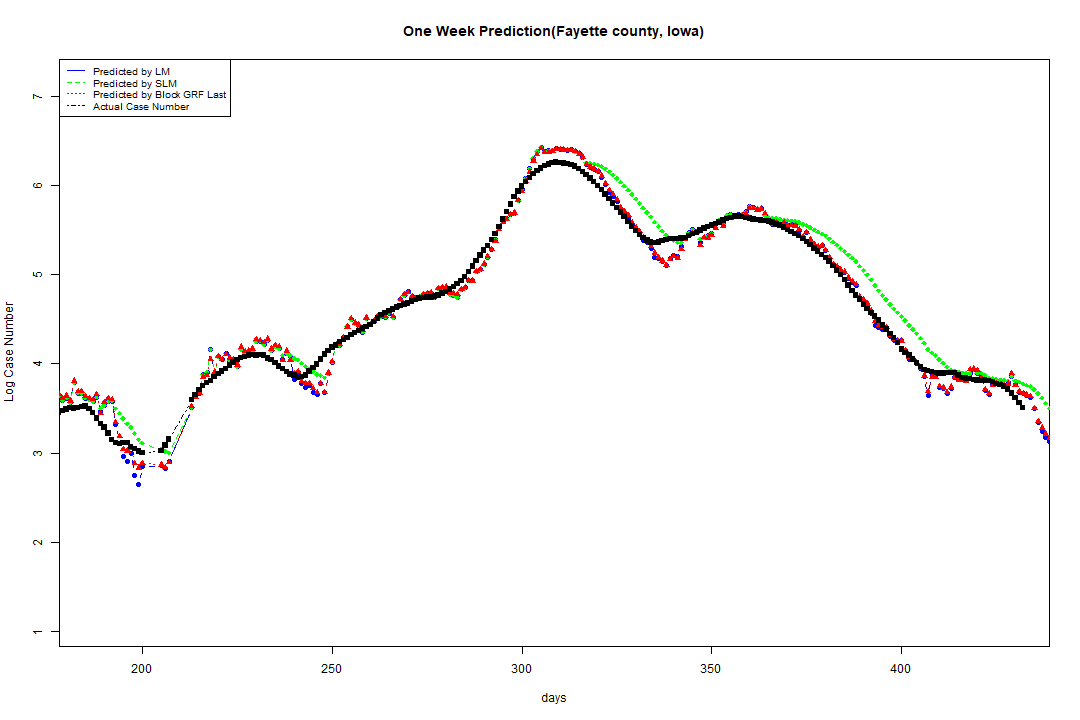 One Week Prediction(Fayette county, Iowa)
Predicted by LM
Predicted by SLM
Predicted by Block GRF Last
Actual Case Number
7
6
5
4
3
2
1
Log Case Number
200 250 300 350 400
days